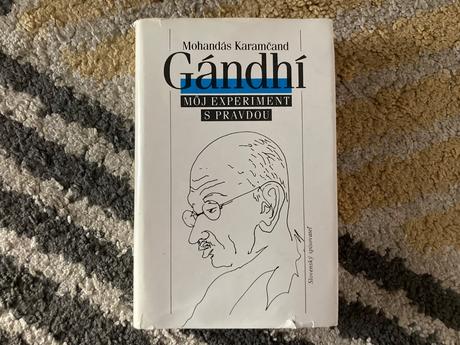 Mohandás Karamčand
Gándhí
MÔJ EXPERIMENT
S PRAVDOU
Slovenský spisovateľ